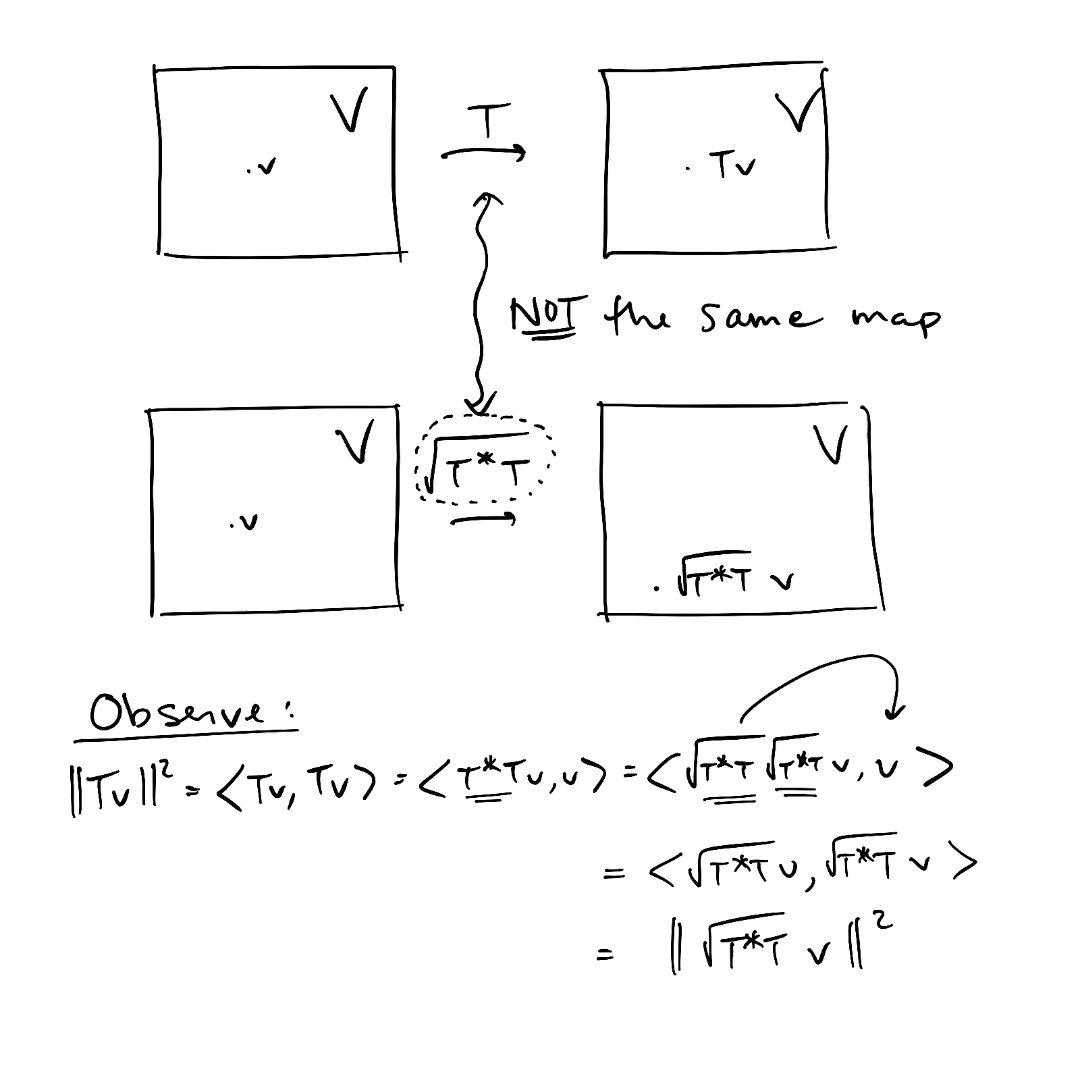 V T V
.v . Tv
NOT the same map
V √T*T V
.v . √T*T v
Observe:
||Tv||² = <Tv, Tv> = <T*Tv, v> = <√T*T √T*T v, v>
= <√T*T v, √T*T v>
= || √T*T v ||²